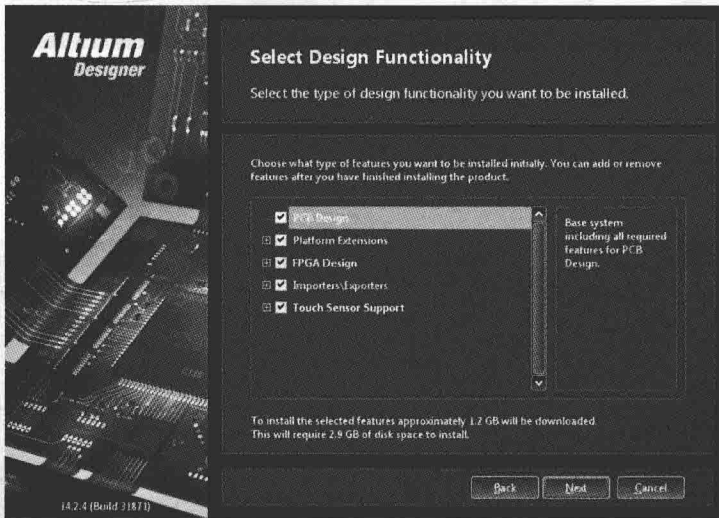 Altium
Designer
Select Design Functionality
Select the type of design functionality you want to be installed.
Choose what type of features you want to be installed initially. You can add or remove
features after you have finished installing the product.
PCB Design
Platform Extensions
FPGA Design
Importers\Exporters
Touch Sensor Support
Base system
including all required
features for PCB
Design.
To install the selected features approximately 1.2 GB will be downloaded.
This will require 2.9 GB of disk space to install.
Back
Next
Cancel
14.2.4 (Build 31871)